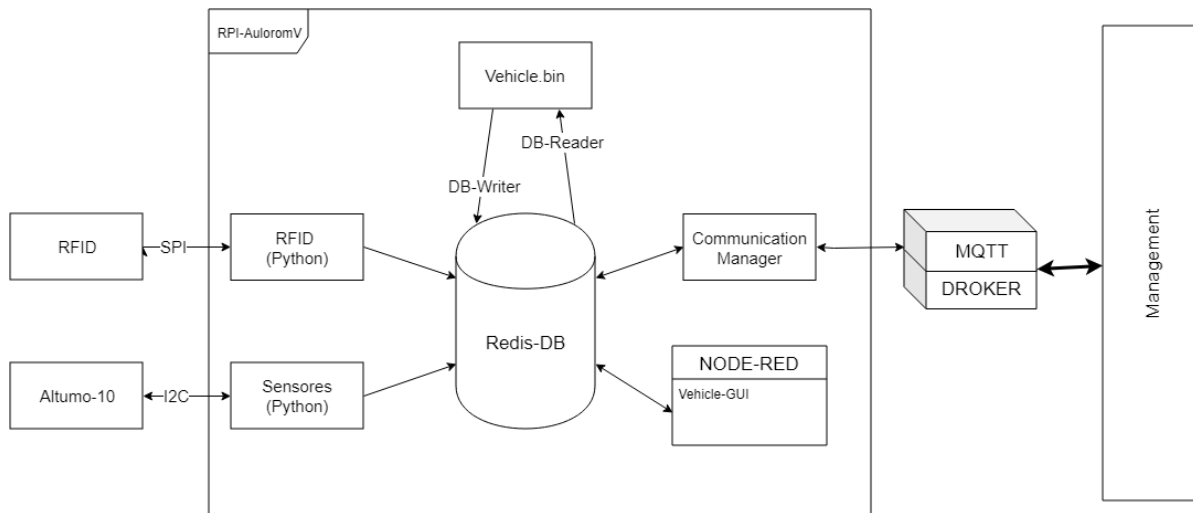 RPI-AuloromV
Vehicle.bin
DB-Reader
DB-Writer
RFID
SPI
RFID
(Python)
Communication
Manager
MQTT
DROKER
Management
Redis-DB
Altumo-10
I2C
Sensores
(Python)
NODE-RED
Vehicle-GUI